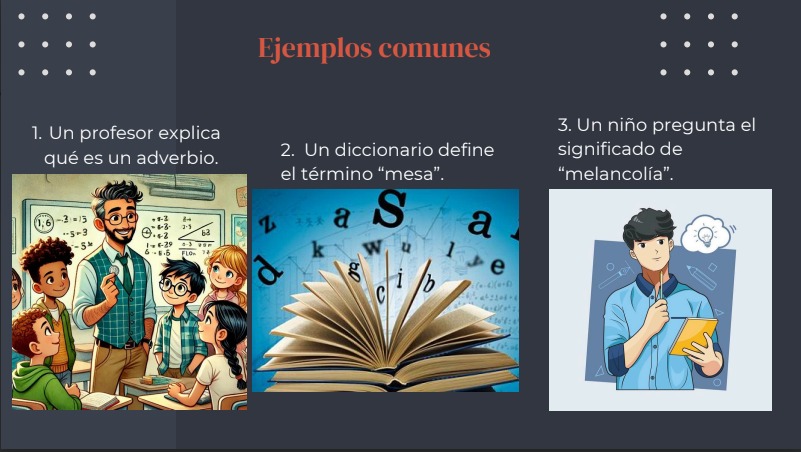 Ejemplos comunes
1. Un profesor explica
qué es un adverbio.
2. Un diccionario define
el término “mesa”.
3. Un niño pregunta el
significado de
“melancolía”.
z a S a
d k w u l e
g c i b